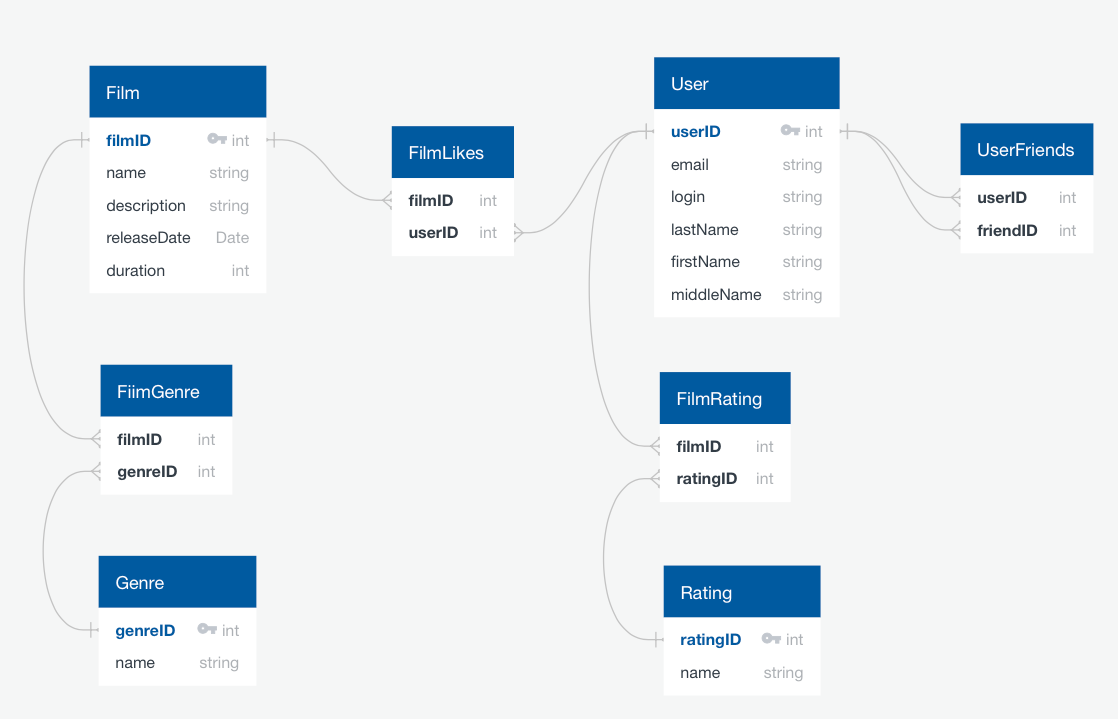 Film
filmID int
name string
description string
releaseDate Date
duration int
FilmLikes
filmID int
userID int
User
userID int
email string
login string
lastName string
firstName string
middleName string
UserFriends
userID int
friendID int
FiimGenre
filmID int
genreID int
FilmRating
filmID int
ratingID int
Genre
genreID int
name string
Rating
ratingID int
name string